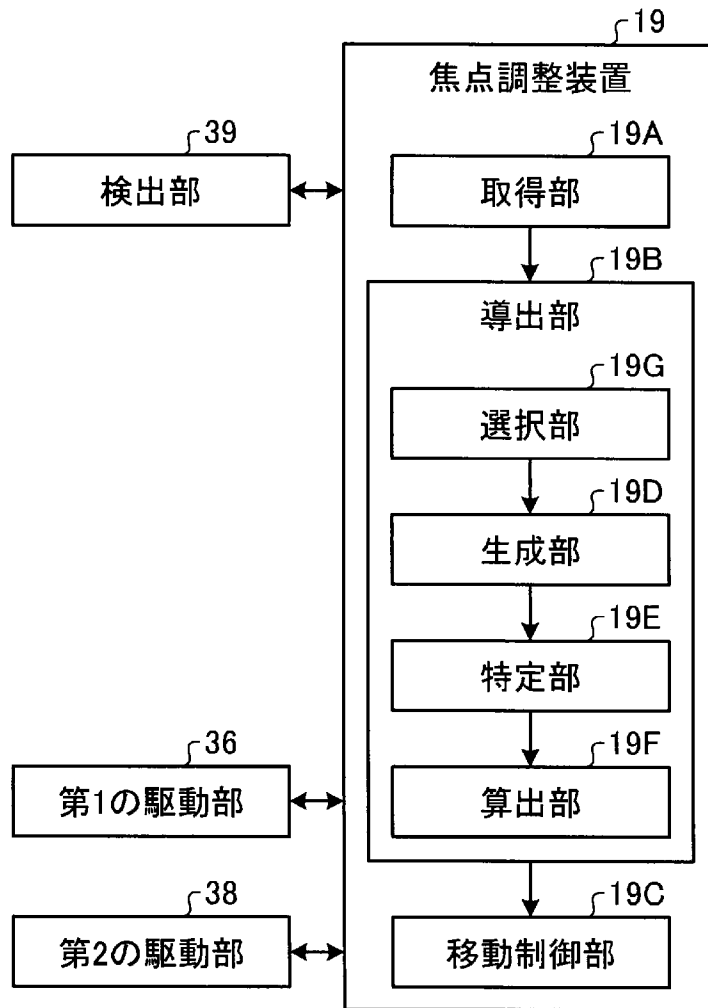 19
焦点調整装置
39
検出部
19A
取得部
19B
導出部
19G
選択部
19D
生成部
19E
特定部
36
第1の駆動部
19F
算出部
38
第2の駆動部
19C
移動制御部